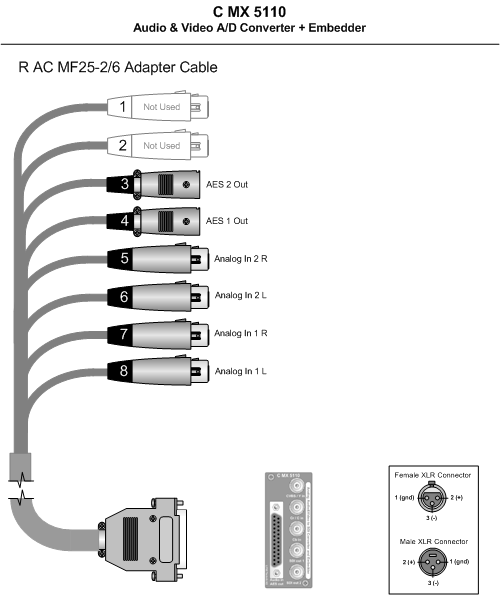 C MX 5110
Audio & Video A/D Converter + Embedder
R AC MF25-2/6 Adapter Cable
1 Not Used
2 Not Used
3 AES 2 Out
4 AES 1 Out
5 Analog In 2 R
6 Analog In 2 L
7 Analog In 1 R
8 Analog In 1 L
C MX 5110
Female XLR Connector
1 (gnd) 2 (+)
3 (-)
Male XLR Connector
2 (+) 1 (gnd)
3 (-)